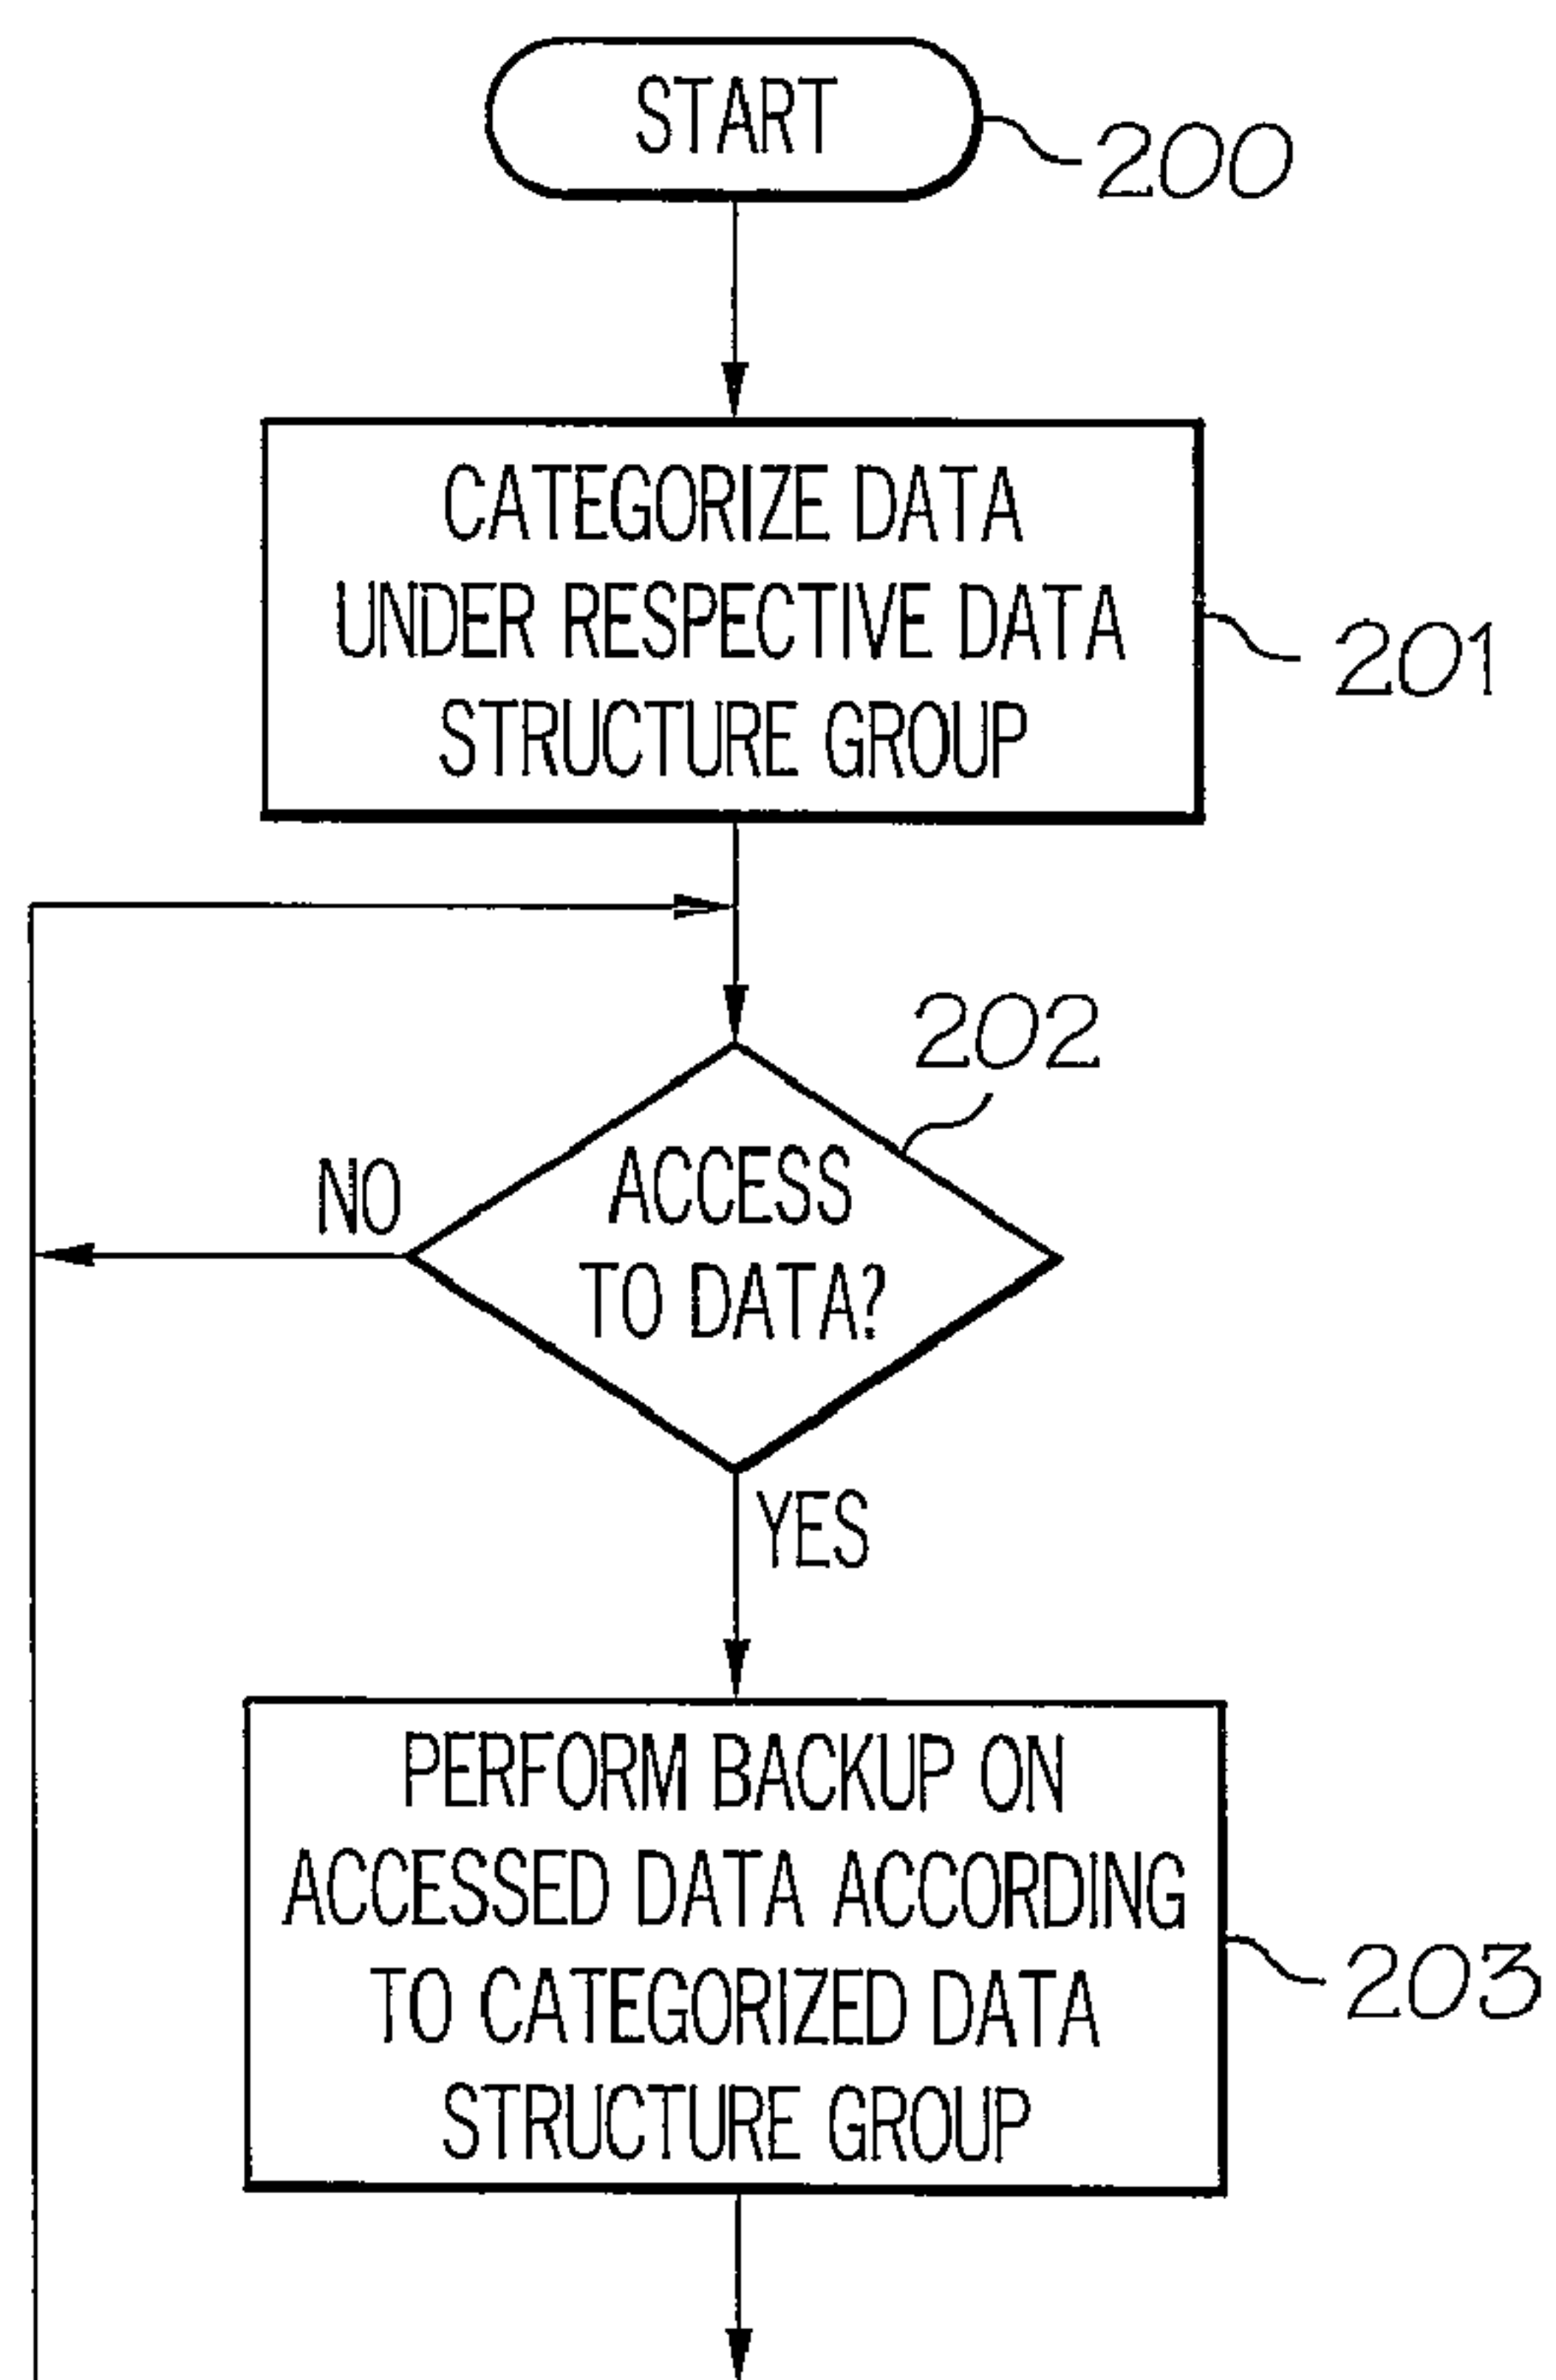 START
200
CATEGORIZE DATA
UNDER RESPECTIVE DATA
STRUCTURE GROUP
201
202
NO
ACCESS
TO DATA?
YES
PERFORM BACKUP ON
ACCESSED DATA ACCORDING
TO CATEGORIZED DATA
STRUCTURE GROUP
203